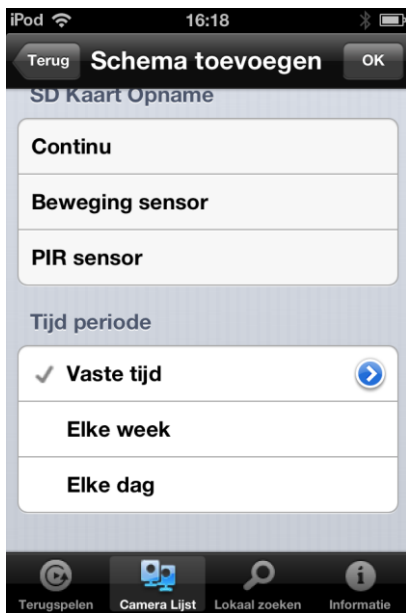 iPod 16:18
Terug Schema toevoegen OK
SD Kaart Opname
Continu
Beweging sensor
PIR sensor
Tijd periode
Vaste tijd
Elke week
Elke dag
Terugspelen Camera Lijst Lokaal zoeken Informatie